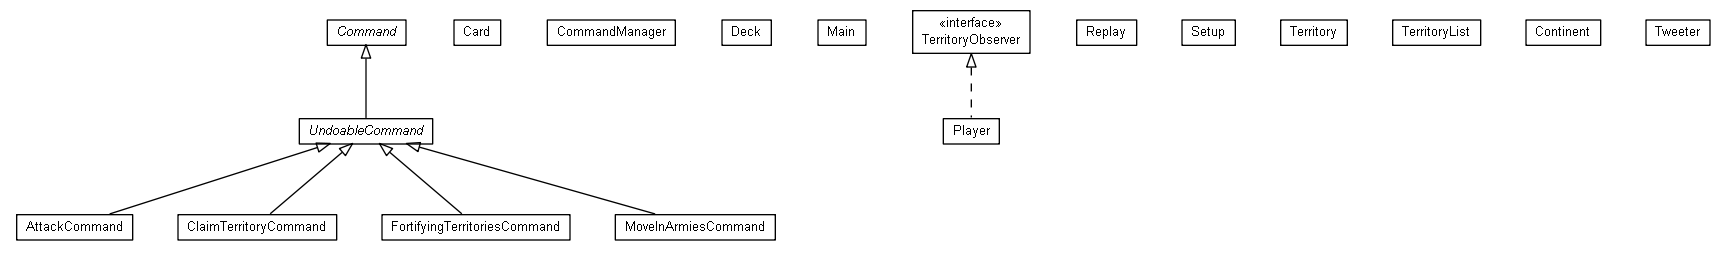 Command
Card
CommandManager
Deck
Main
«interface»
TerritoryObserver
Replay
Setup
Territory
TerritoryList
Continent
Tweeter
UndoableCommand
Player
AttackCommand
ClaimTerritoryCommand
FortifyingTerritoriesCommand
MoveInArmiesCommand